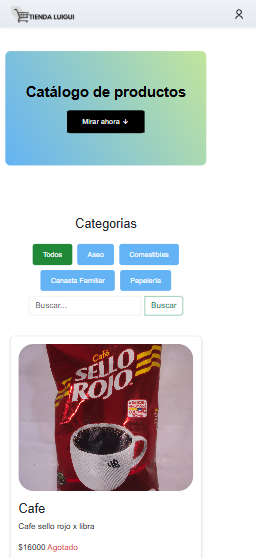 TIENDA LUIGUI
Catálogo de productos
Mirar ahora ↓
Categorias
Todos
Aseo
Comestibles
Canasta Familiar
Papelería
Buscar...
Buscar
Café
SELLO
ROJO
Cafe
Cafe sello rojo x libra
$16000 Agotado